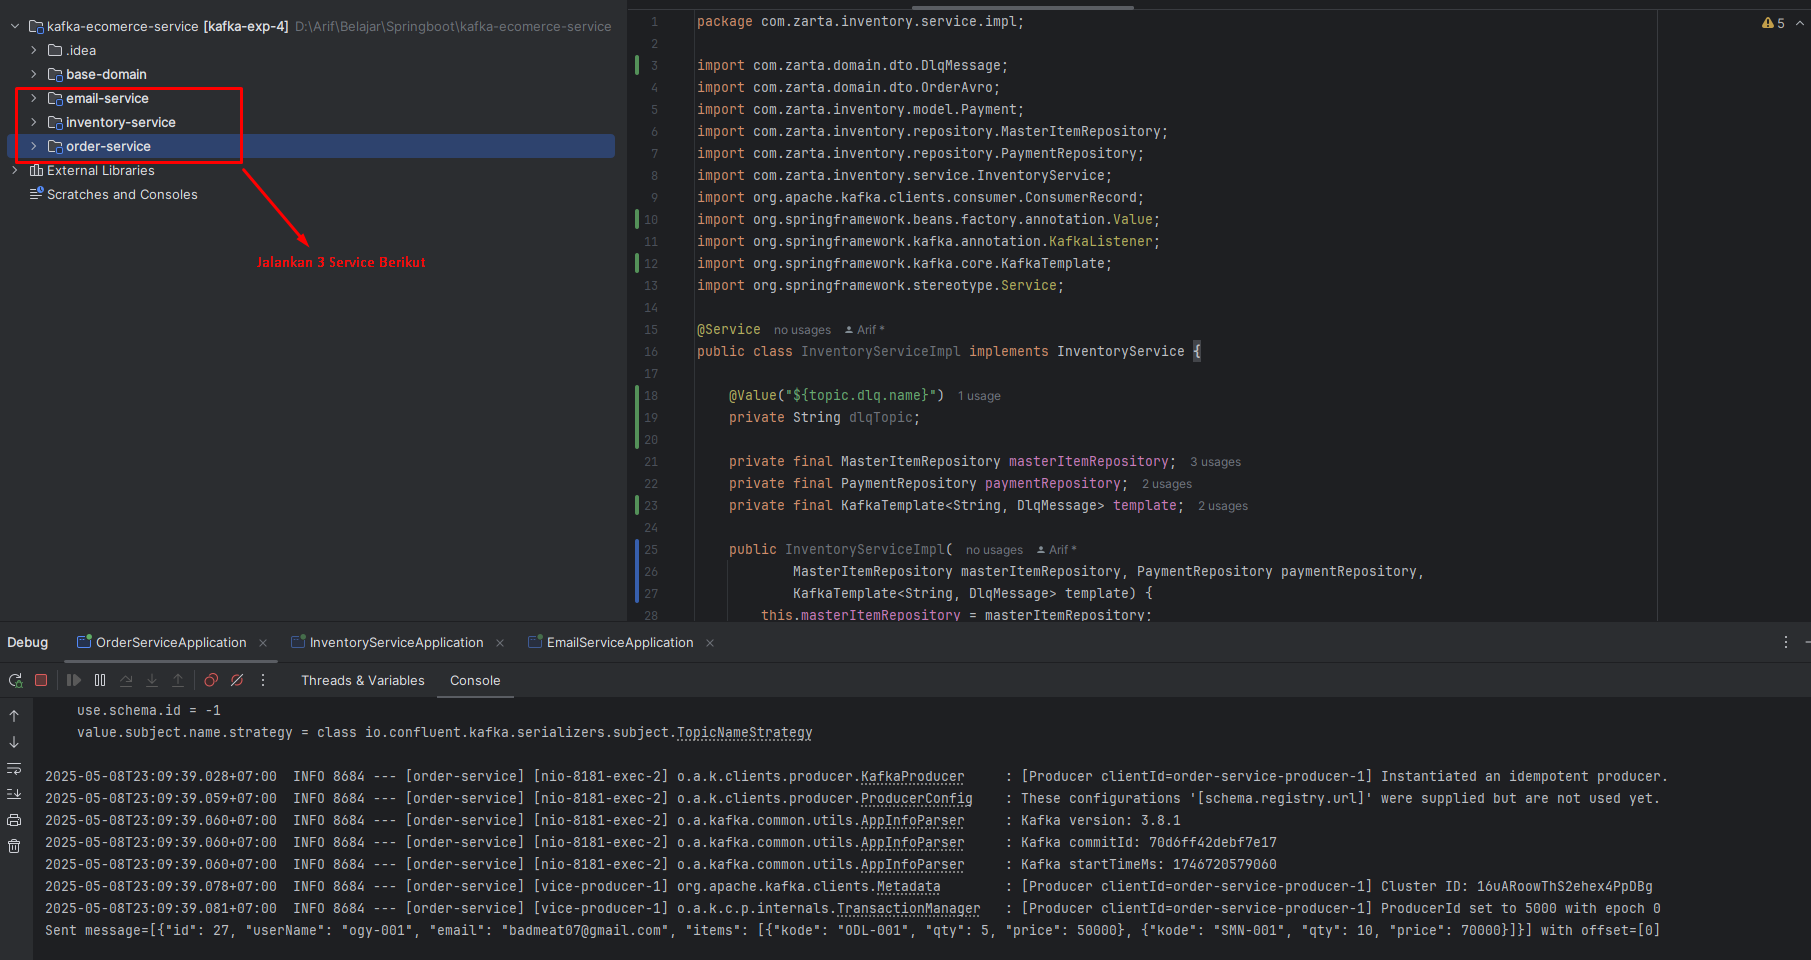 kafka-ecomerce-service [kafka-exp-4] D:\Arif\Belajar\Springboot\kafka-ecomerce-service
.idea
base-domain
email-service
inventory-service
order-service
External Libraries
Scratches and Consoles
Jalankan 3 Service Berikut
5
1 package com.zarta.inventory.service.impl;
2
3 import com.zarta.domain.dto.DlqMessage;
4 import com.zarta.domain.dto.OrderAvro;
5 import com.zarta.inventory.model.Payment;
6 import com.zarta.inventory.repository.MasterItemRepository;
7 import com.zarta.inventory.repository.PaymentRepository;
8 import com.zarta.inventory.service.InventoryService;
9 import org.apache.kafka.clients.consumer.ConsumerRecord;
10 import org.springframework.beans.factory.annotation.Value;
11 import org.springframework.kafka.annotation.KafkaListener;
12 import org.springframework.kafka.core.KafkaTemplate;
13 import org.springframework.stereotype.Service;
14
15 @Service no usages Arif *
16 public class InventoryServiceImpl implements InventoryService {
17
18 @Value("${topic.dlq.name}") 1 usage
19 private String dlqTopic;
20
21 private final MasterItemRepository masterItemRepository; 3 usages
22 private final PaymentRepository paymentRepository; 2 usages
23 private final KafkaTemplate<String, DlqMessage> template; 2 usages
24
25 public InventoryServiceImpl( no usages Arif *
26 MasterItemRepository masterItemRepository, PaymentRepository paymentRepository,
27 KafkaTemplate<String, DlqMessage> template) {
28 this.masterItemRepository = masterItemRepository;
Debug OrderServiceApplication InventoryServiceApplication EmailServiceApplication
Threads & Variables Console
use.schema.id = -1
value.subject.name.strategy = class io.confluent.kafka.serializers.subject.TopicNameStrategy
2025-05-08T23:09:39.028+07:00 INFO 8684 --- [order-service] [nio-8181-exec-2] o.a.k.clients.producer.KafkaProducer : [Producer clientId=order-service-producer-1] Instantiated an idempotent producer.
2025-05-08T23:09:39.059+07:00 INFO 8684 --- [order-service] [nio-8181-exec-2] o.a.k.clients.producer.ProducerConfig : These configurations '[schema.registry.url]' were supplied but are not used yet.
2025-05-08T23:09:39.060+07:00 INFO 8684 --- [order-service] [nio-8181-exec-2] o.a.kafka.common.utils.AppInfoParser : Kafka version: 3.8.1
2025-05-08T23:09:39.060+07:00 INFO 8684 --- [order-service] [nio-8181-exec-2] o.a.kafka.common.utils.AppInfoParser : Kafka commitId: 70d6ff42debf7e17
2025-05-08T23:09:39.060+07:00 INFO 8684 --- [order-service] [nio-8181-exec-2] o.a.kafka.common.utils.AppInfoParser : Kafka startTimeMs: 1746720579060
2025-05-08T23:09:39.078+07:00 INFO 8684 --- [order-service] [vice-producer-1] org.apache.kafka.clients.Metadata : [Producer clientId=order-service-producer-1] Cluster ID: 16uARoowThS2ehex4PpDBg
2025-05-08T23:09:39.081+07:00 INFO 8684 --- [order-service] [vice-producer-1] o.a.k.c.p.internals.TransactionManager : [Producer clientId=order-service-producer-1] ProducerId set to 5000 with epoch 0
Sent message=[{"id": 27, "userName": "ogy-001", "email": "badmeat07@gmail.com", "items": [{"kode": "ODL-001", "qty": 5, "price": 50000}, {"kode": "SMN-001", "qty": 10, "price": 70000}]}] with offset=[0]